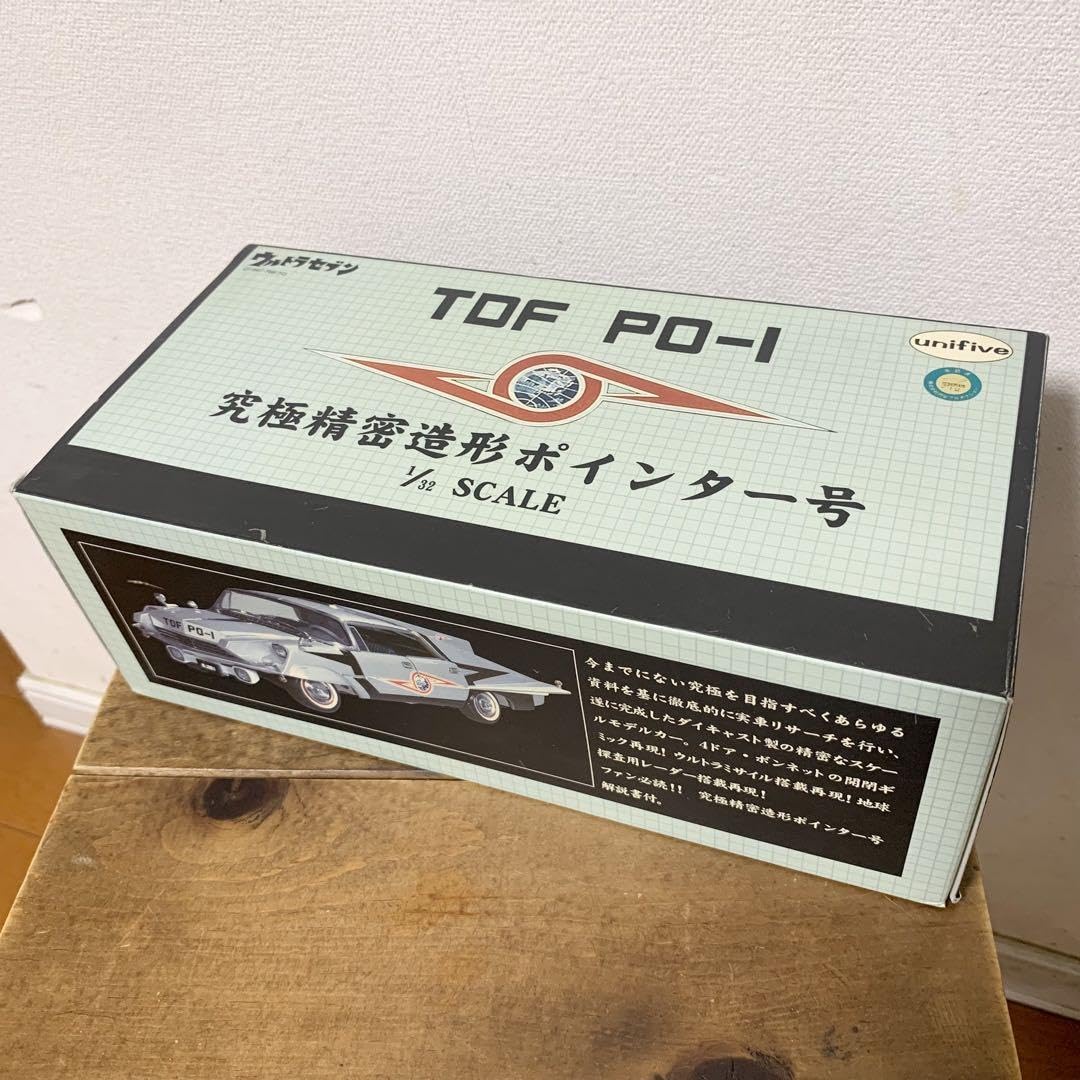 ウルトラセブン
TDF PO-1
unifive
究極精密造形ポインター号
1/32 SCALE
TDF PO-1
今までにない究極を目指すべくあらゆる
資料を基に徹底的に実車リサーチを行い、
遂に完成したダイキャスト製の精密なスケー
ルモデルカー。4ドア・ボンネットの開閉ギ
ミック再現!ウルトラミサイル搭載再現!地球
探査用レーダー搭載再現!
ファン必読!! 究極精密造形ポインター号
解説書付。